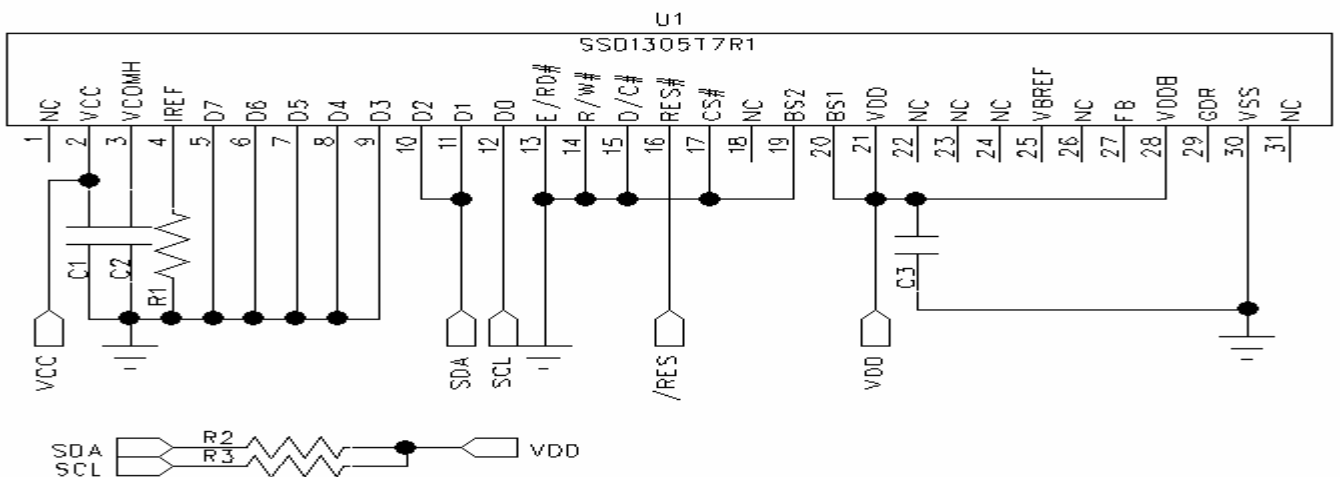 U1
SSD1305T7R1
NC
VCC
VCOMH
IREF
D7
D6
D5
D4
D3
D2
D1
D0
E/RD#
R/W#
D/C#
RES#
CS#
NC
BS2
BS1
VDD
NC
NC
NC
VBREF
NC
FB
VDDB
GDR
VSS
NC
1
2
3
4
5
6
7
8
9
10
11
12
13
14
15
16
17
18
19
20
21
22
23
24
25
26
27
28
29
30
31
C1
C2
R1
C3
VCC
SDA
SCL
/RES
VDD
SDA
R2
VDD
SCL
R3